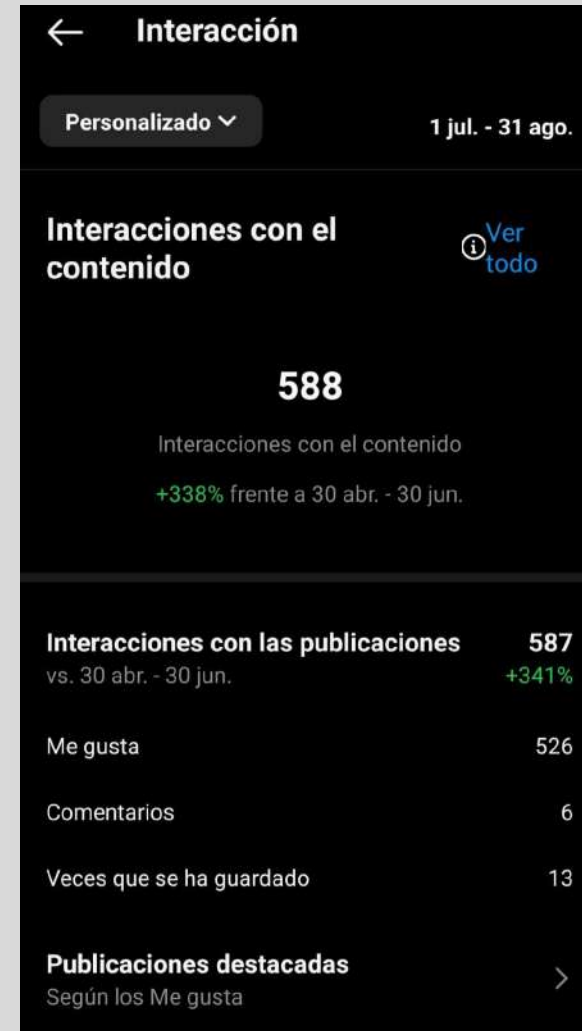 Interacción
Personalizado
1 jul. - 31 ago.
Interacciones con el
contenido
Ver
todo
588
Interacciones con el contenido
+338% frente a 30 abr. - 30 jun.
Interacciones con las publicaciones 587
vs. 30 abr. - 30 jun. +341%
Me gusta 526
Comentarios 6
Veces que se ha guardado 13
Publicaciones destacadas
Según los Me gusta